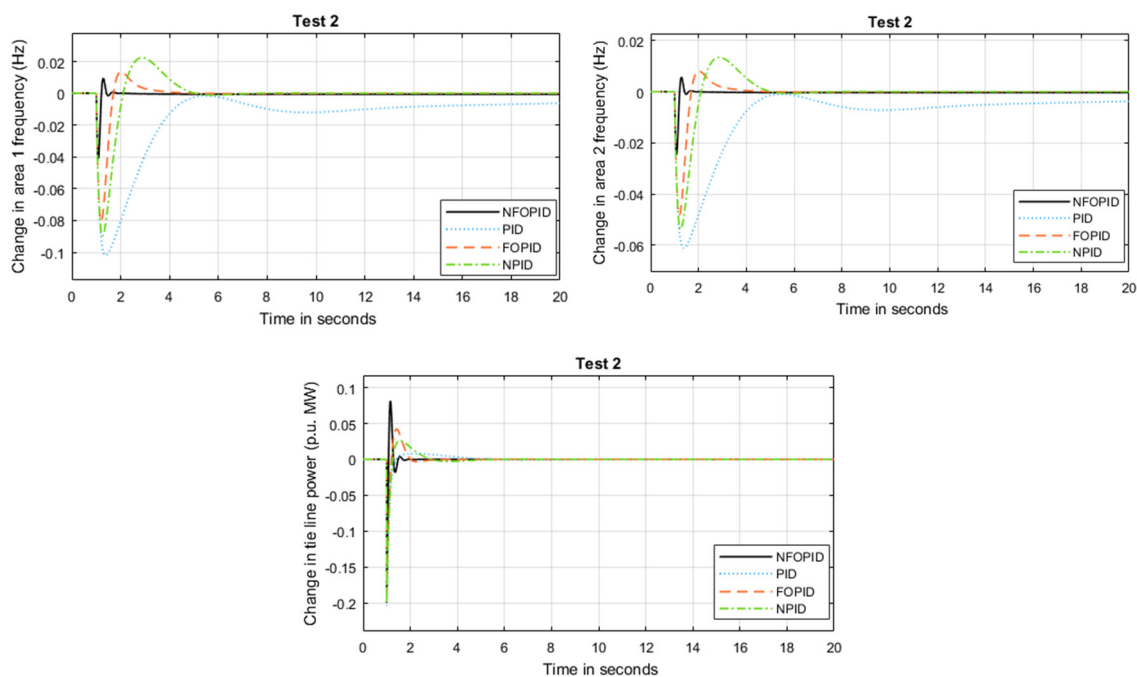 Test 2
Change in area 1 frequency (Hz)
0.02
0
-0.02
-0.04
-0.06
-0.08
-0.1
0 2 4 6 8 10 12 14 16 18 20
Time in seconds
NFOPID
PID
FOPID
NPID
Test 2
Change in area 2 frequency (Hz)
0.02
0
-0.02
-0.04
-0.06
0 2 4 6 8 10 12 14 16 18 20
Time in seconds
NFOPID
PID
FOPID
NPID
Test 2
Change in tie line power (p.u. MW)
0.1
0.05
0
-0.05
-0.1
-0.15
-0.2
0 2 4 6 8 10 12 14 16 18 20
Time in seconds
NFOPID
PID
FOPID
NPID